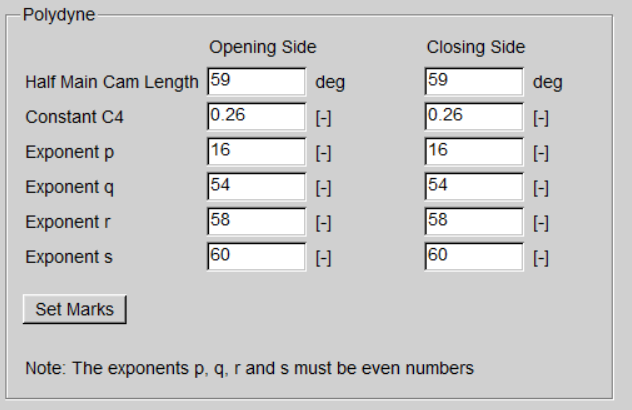 Polydyne
Opening Side Closing Side
Half Main Cam Length 59 deg 59 deg
Constant C4 0.26 [-] 0.26 [-]
Exponent p 16 [-] 16 [-]
Exponent q 54 [-] 54 [-]
Exponent r 58 [-] 58 [-]
Exponent s 60 [-] 60 [-]
Set Marks
Note: The exponents p, q, r and s must be even numbers